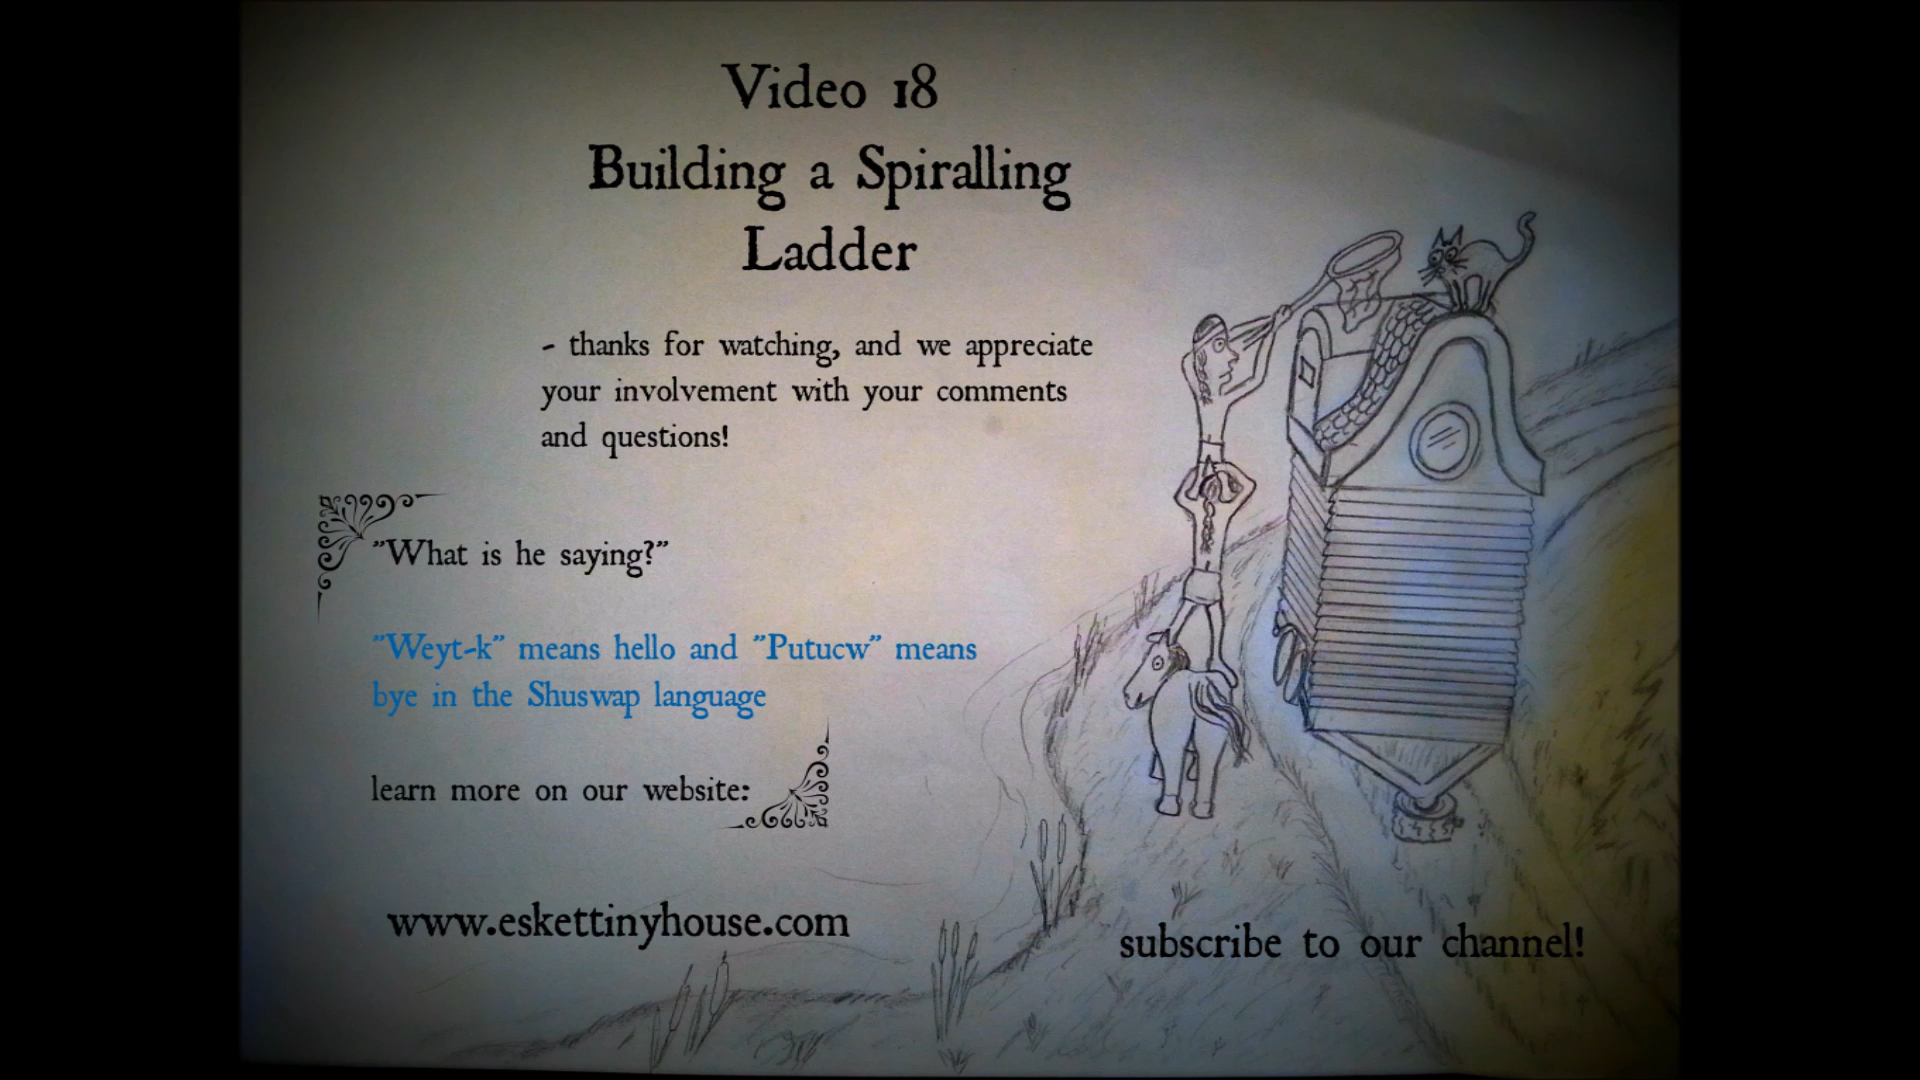 Video 18
Building a Spiralling
Ladder
- thanks for watching, and we appreciate
your involvement with your comments
and questions!
"What is he saying?"
"Weyt-k" means hello and "Putucw" means
bye in the Shuswap language
learn more on our website:
www.eskettinyhouse.com
subscribe to our channel!